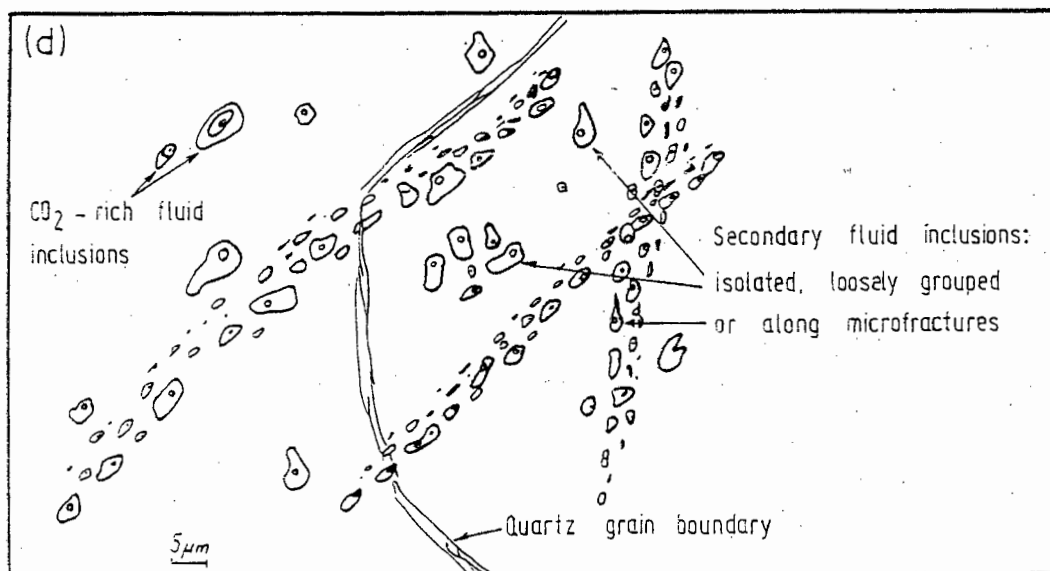 (d)
CO2 - rich fluid
inclusions
Secondary fluid inclusions:
isolated, loosely grouped
or along microfractures
Quartz grain boundary
5μm